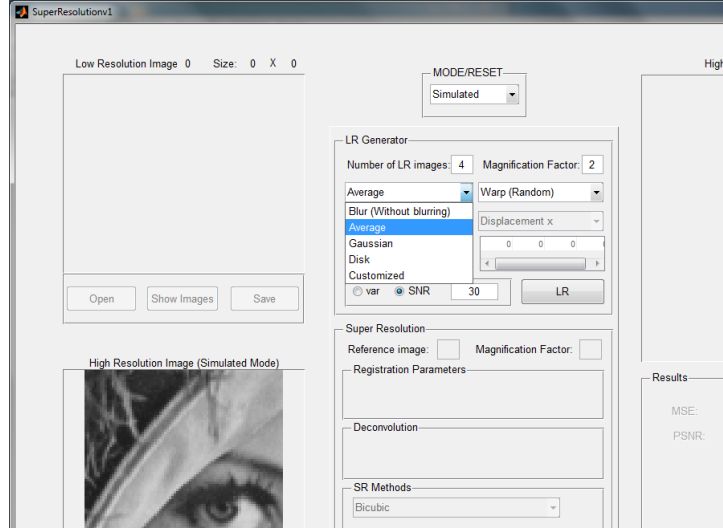 SuperResolutionv1
Low Resolution Image 0 Size: 0 X 0
MODE/RESET
High
Simulated
LR Generator
Number of LR images: 4 Magnification Factor: 2
Average Warp (Random)
Blur (Without blurring)
Average Displacement x
Gaussian 0 0 0
Disk
Customized
var SNR 30 LR
Open Show Images Save
Super Resolution
Reference image: Magnification Factor:
High Resolution Image (Simulated Mode)
Registration Parameters
Results
MSE:
Deconvolution
PSNR:
SR Methods
Bicubic